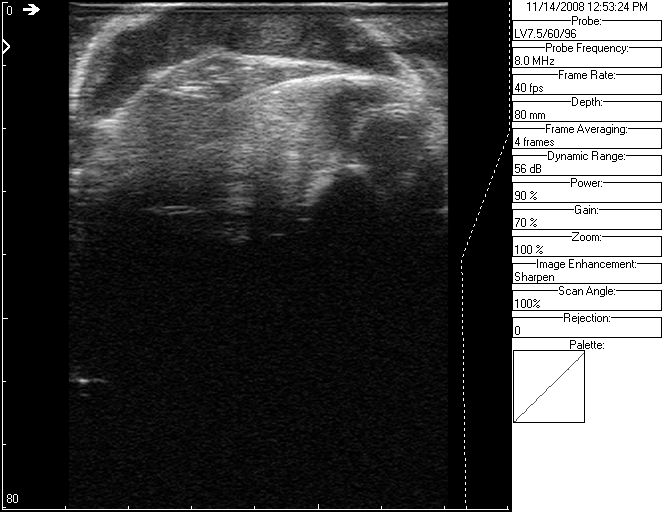 0
80
11/14/2008 12:53:24 PM
Probe:
LV7.5/60/96
Probe Frequency:
8.0 MHz
Frame Rate:
40 fps
Depth:
80 mm
Frame Averaging:
4 frames
Dynamic Range:
56 dB
Power:
90 %
Gain:
70 %
Zoom:
100 %
Image Enhancement:
Sharpen
Scan Angle:
100%
Rejection:
0
Palette: